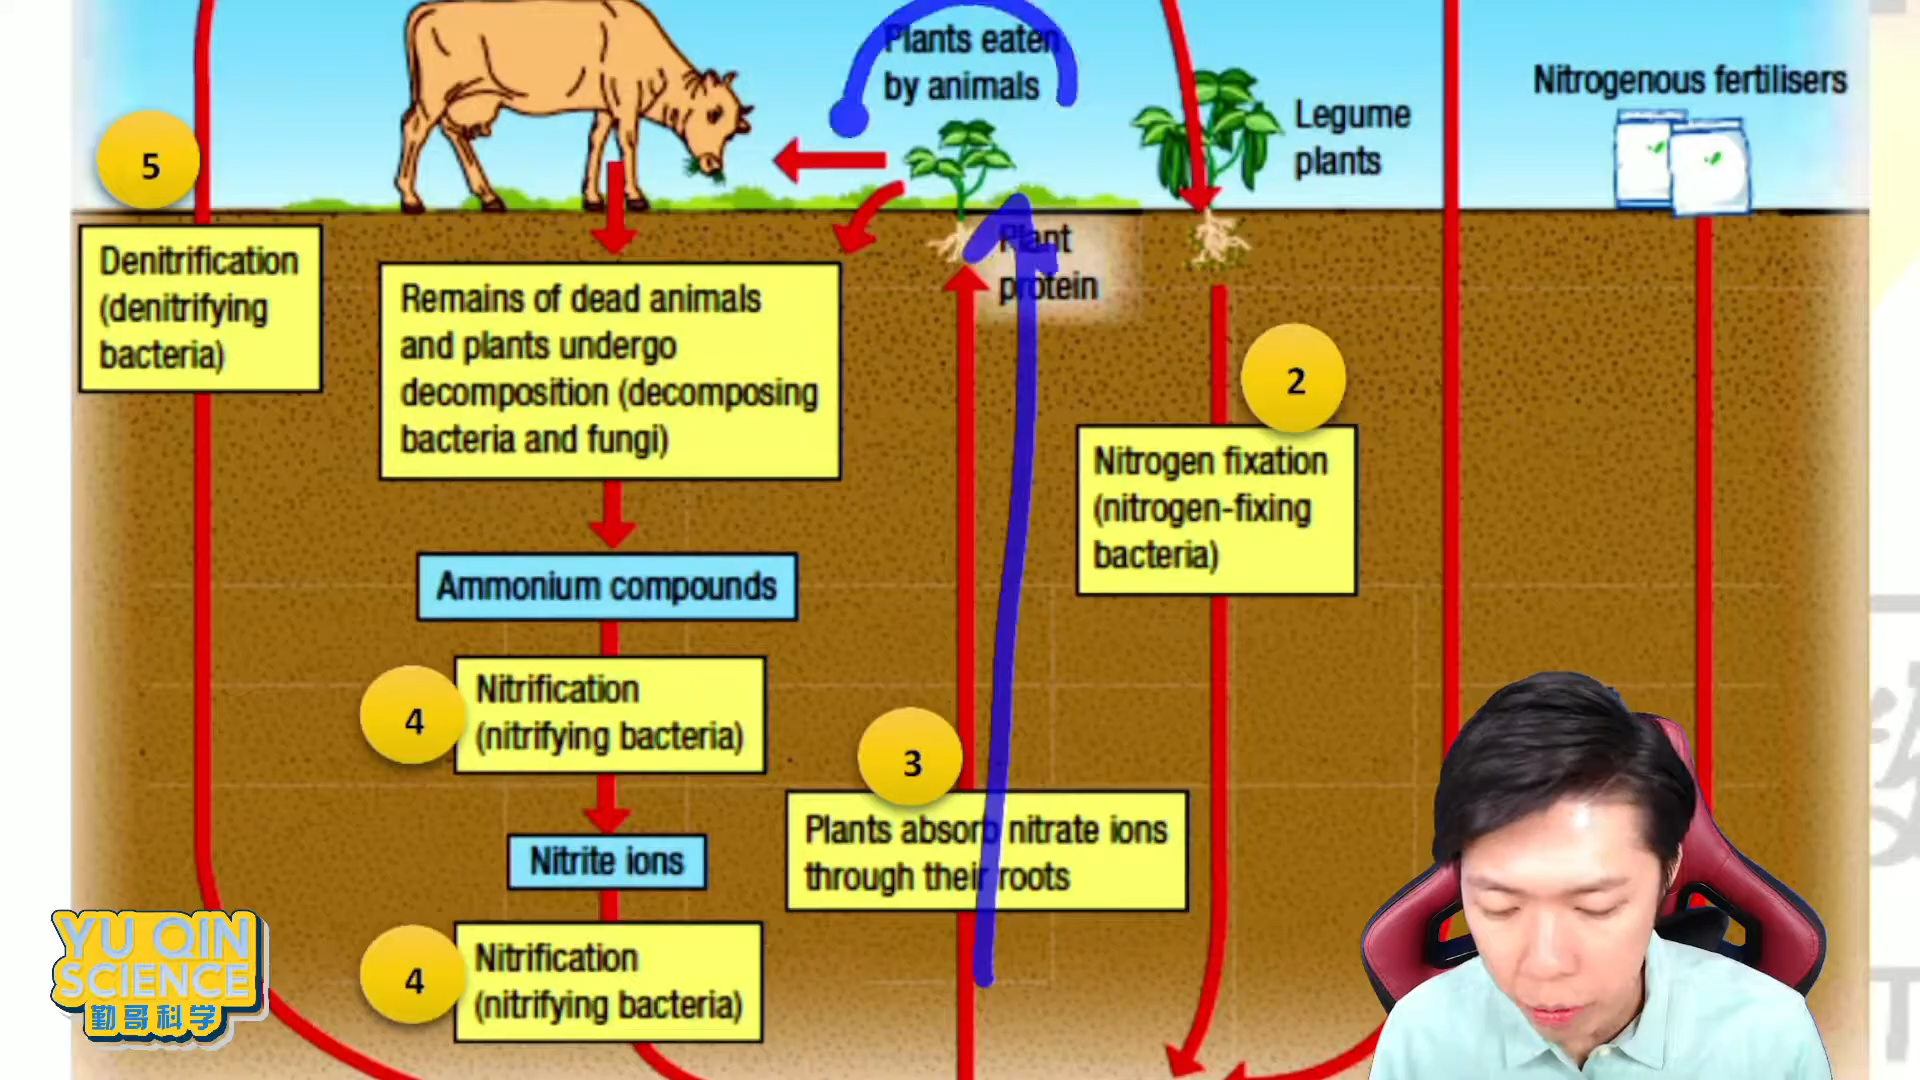 Plants eaten
by animals
Nitrogenous fertilisers
Legume
plants
5
Plant
protein
Denitrification
(denitrifying
bacteria)
Remains of dead animals
and plants undergo
decomposition (decomposing
bacteria and fungi)
2
Nitrogen fixation
(nitrogen-fixing
bacteria)
Ammonium compounds
4
Nitrification
(nitrifying bacteria)
3
Plants absorb nitrate ions
through their roots
Nitrite ions
4
Nitrification
(nitrifying bacteria)
YU QIN
SCIENCE
勤哥科学